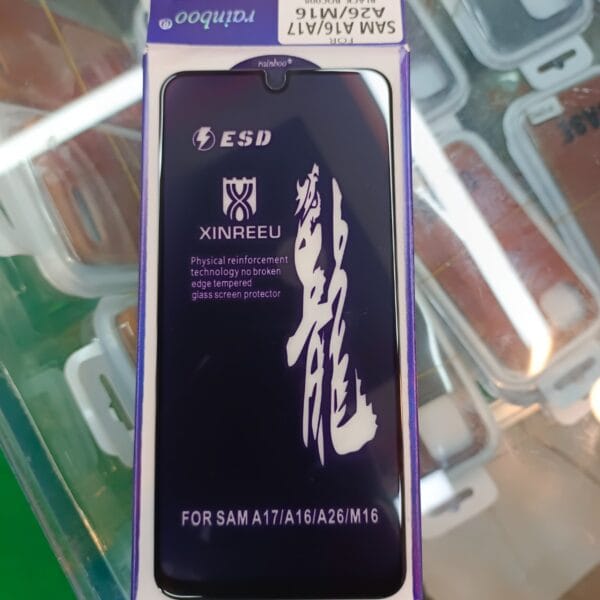 rainboo®
FOR
SAM A16/A17
A26/M16
rainboo®
ESD
XINREEU
Physical reinforcement
technology no broken
edge tempered
glass screen protector
龍
FOR SAM A17/A16/A26/M16